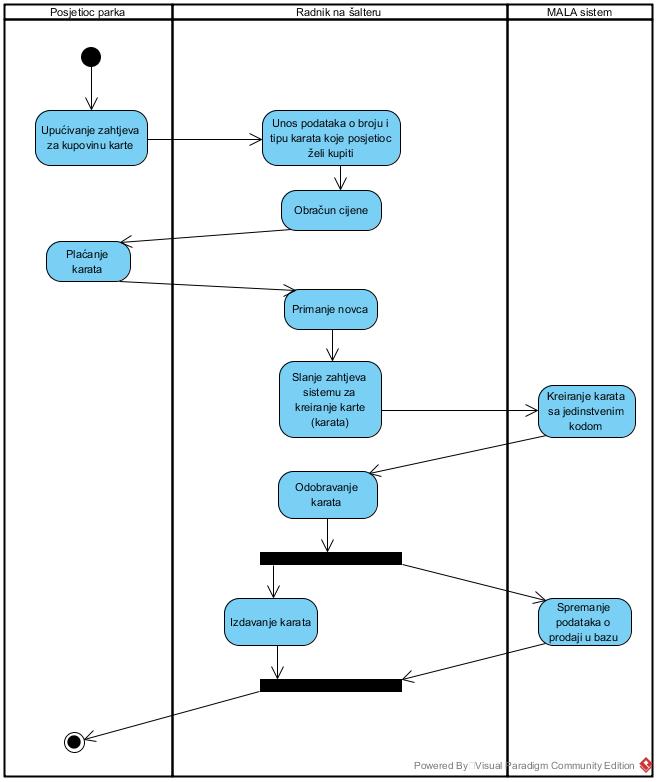 Posjetioc parka
Radnik na šalteru
MALA sistem
Upućivanje zahtjeva
za kupovinu karte
Unos podataka o broju i
tipu karata koje posjetioc
želi kupiti
Obračun cijene
Plaćanje
karata
Primanje novca
Slanje zahtjeva
sistemu za
kreiranje karte
(karata)
Kreiranje karata
sa jedinstvenim
kodom
Odobravanje
karata
Izdavanje karata
Spremanje
podataka o
prodaji u bazu
Powered By Visual Paradigm Community Edition